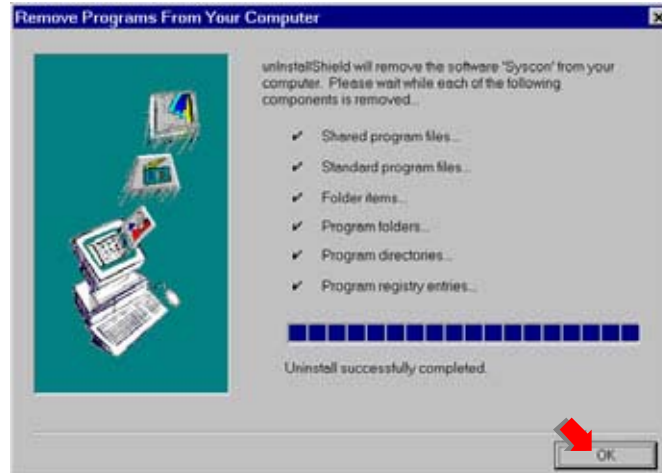 Remove Programs From Your Computer
unInstallShield will remove the software 'Syscon' from your
computer. Please wait while each of the following
components is removed...
Shared program files...
Standard program files...
Folder items...
Program folders...
Program directories...
Program registry entries...
Uninstall successfully completed.
OK